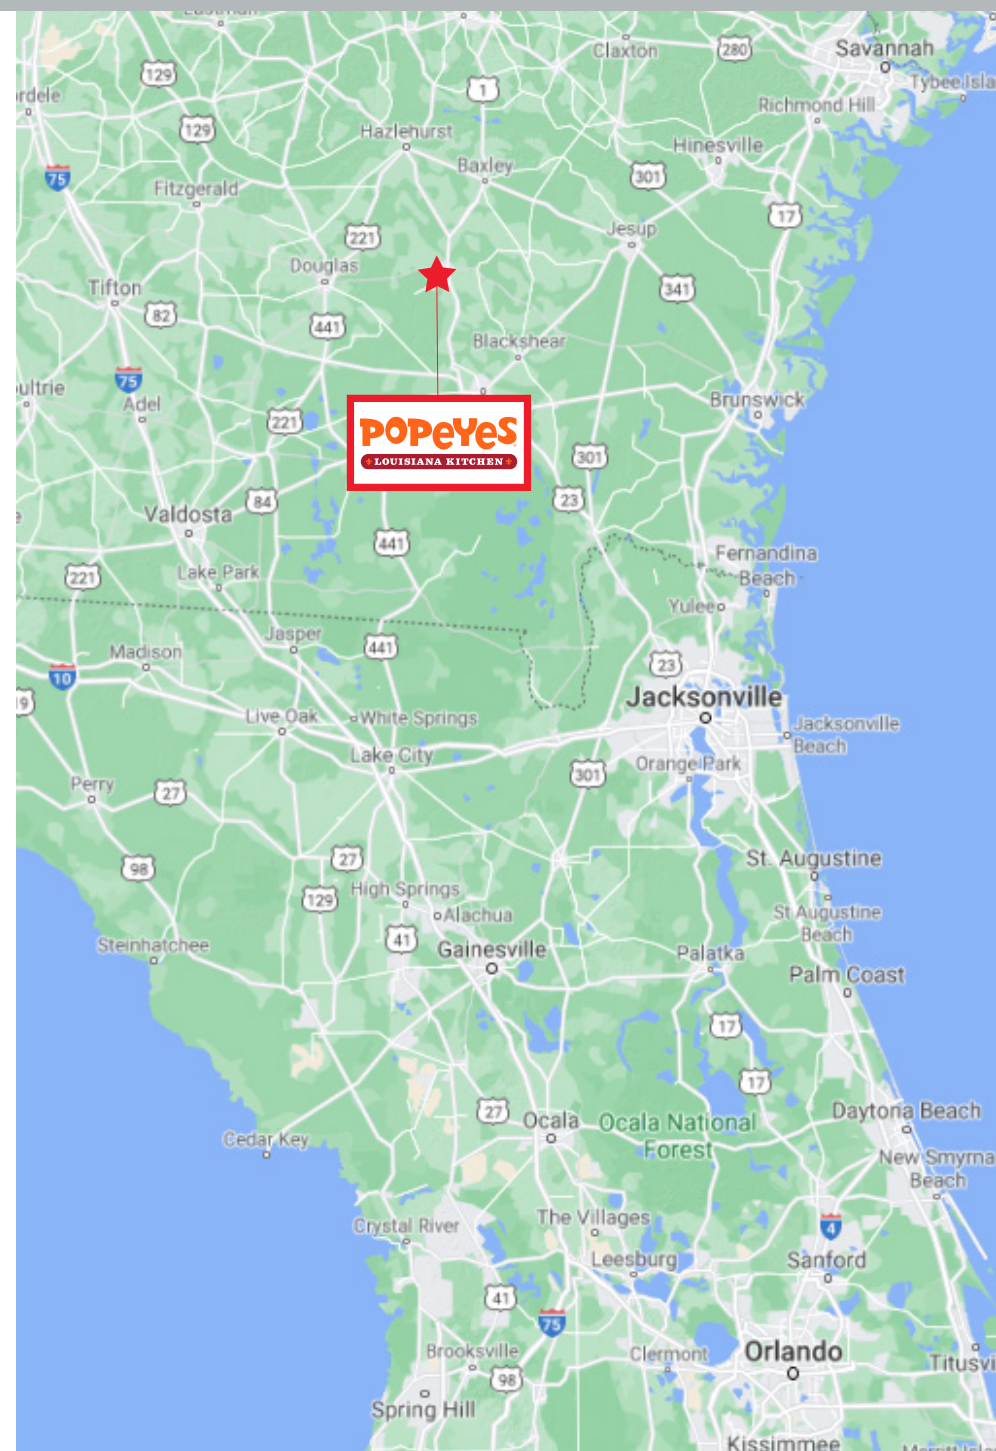 Claxton
280
Savannah
129
1
Tybee Isla
rdele
Richmond Hill
129
Hazlehurst
Hinesville
Baxley
75
301
Fitzgerald
17
221
Jesup
Douglas
Tifton
341
82
441
Blackshear
75
ultrie
Adel
Brunswick
221
POPEYES
LOUISIANA KITCHEN
301
84
23
Valdosta
441
Fernandina
Beach
221
Lake Park
Yulee
Jasper
441
Madison
23
10
Jacksonville
19
Live Oak
White Springs
Jacksonville
Beach
Lake City
Orange Park
301
Perry
27
27
St. Augustine
98
129
High Springs
Alachua
St Augustine
Beach
41
Steinhatchee
Gainesville
Palatka
Palm Coast
17
17
27
Ocala
Ocala National
Forest
Daytona Beach
Cedar Key
New Smyrna
Beach
Crystal River
The Villages
4
Leesburg
Sanford
41
75
Brooksville
Clermont
Orlando
Titusvi
98
Spring Hill
Kissimmee